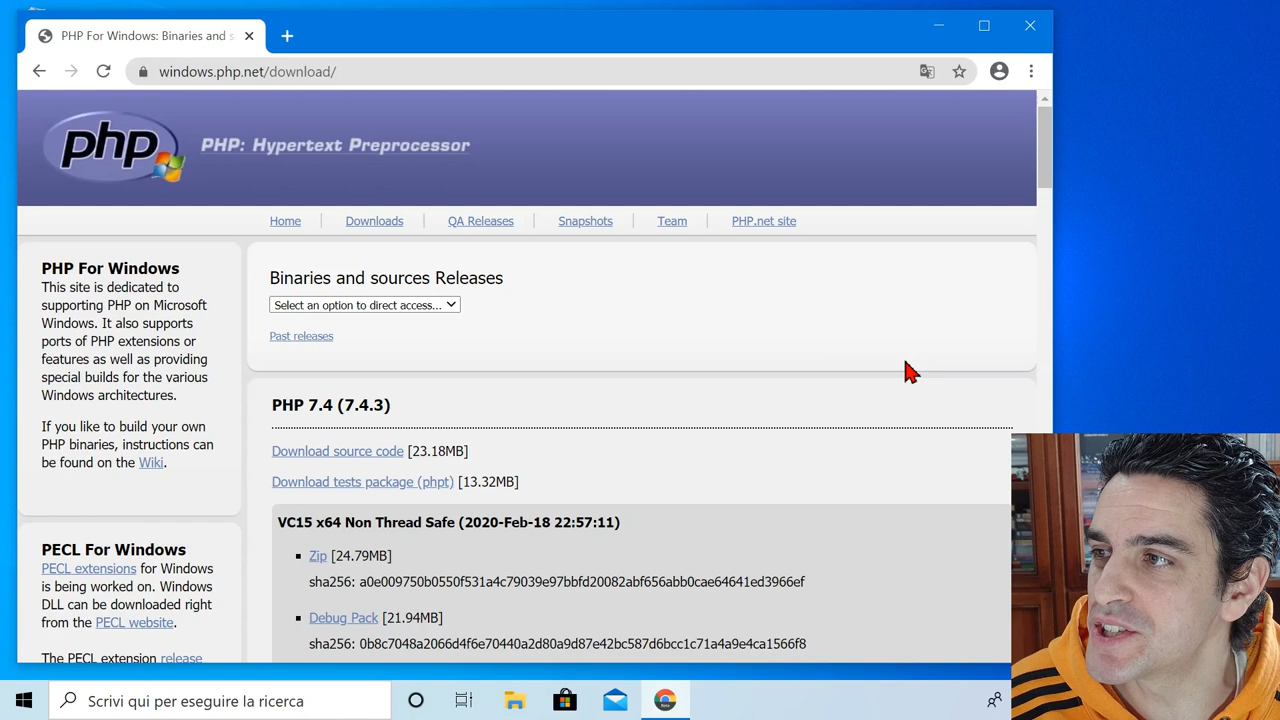 PHP For Windows: Binaries and s
windows.php.net/download/
php
PHP: Hypertext Preprocessor
Home
Downloads
QA Releases
Snapshots
Team
PHP.net site
PHP For Windows
This site is dedicated to
supporting PHP on Microsoft
Windows. It also supports
ports of PHP extensions or
features as well as providing
special builds for the various
Windows architectures.
If you like to build your own
PHP binaries, instructions can
be found on the Wiki.
PECL For Windows
PECL extensions for Windows
is being worked on. Windows
DLL can be downloaded right
from the PECL website.
The PECL extension release
Binaries and sources Releases
Select an option to direct access...
Past releases
PHP 7.4 (7.4.3)
Download source code [23.18MB]
Download tests package (phpt) [13.32MB]
VC15 x64 Non Thread Safe (2020-Feb-18 22:57:11)
Zip [24.79MB]
sha256: a0e009750b0550f531a4c79039e97bbfd20082abf656abb0cae64641ed3966ef
Debug Pack [21.94MB]
sha256: 0b8c7048a2066d4f6e70440a2d80a9d87e42bc587d6bcc1c71a4a9e4ca1566f8
Scrivi qui per eseguire la ricerca
Beta